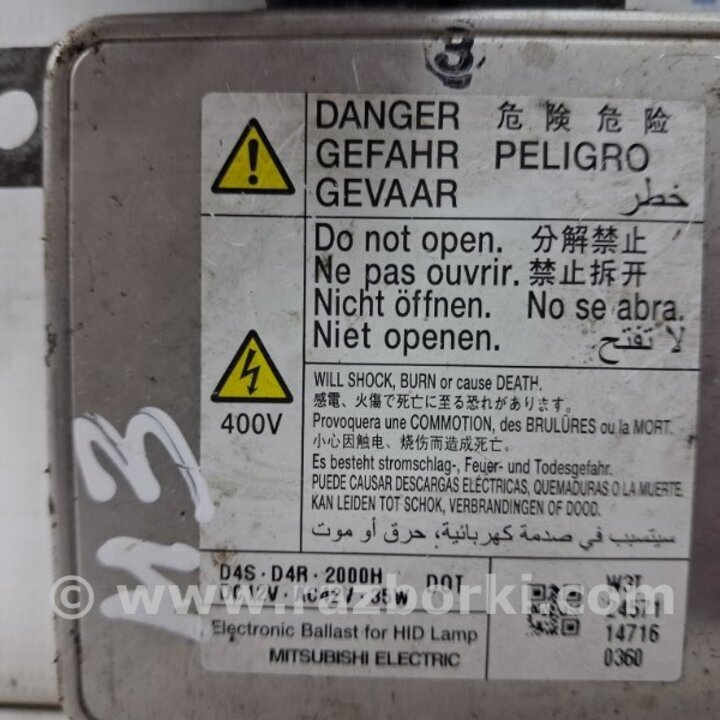 3
DANGER 危 険 危 险
GEFAHR PELIGRO
GEVAAR خطر
Do not open. 分解禁止
Ne pas ouvrir. 禁止拆开
Nicht öffnen. No se abra.
Niet openen. لا تفتح
400V
WILL SHOCK, BURN or cause DEATH.
感電、火傷で死亡に至る恐れがあります。
Provoquera une COMMOTION, des BRULÛRES ou la MORT.
小心因触电、烧伤而造成死亡。
Es besteht stromschlag-, Feuer- und Todesgefahr.
PUEDE CAUSAR DESCARGAS ELÉCTRICAS, QUEMADURAS O LA MUERTE.
KAN LEIDEN TOT SCHOK, VERBRANDINGEN OF DOOD.
سيتسبب في صدمة كهربائية، حرق أو موت
D4S · D4R · 2000H DOT
DC12V · AC42V · 35W
Electronic Ballast for HID Lamp
MITSUBISHI ELECTRIC
W3T
24571
14716
0360
© www.razborki.com